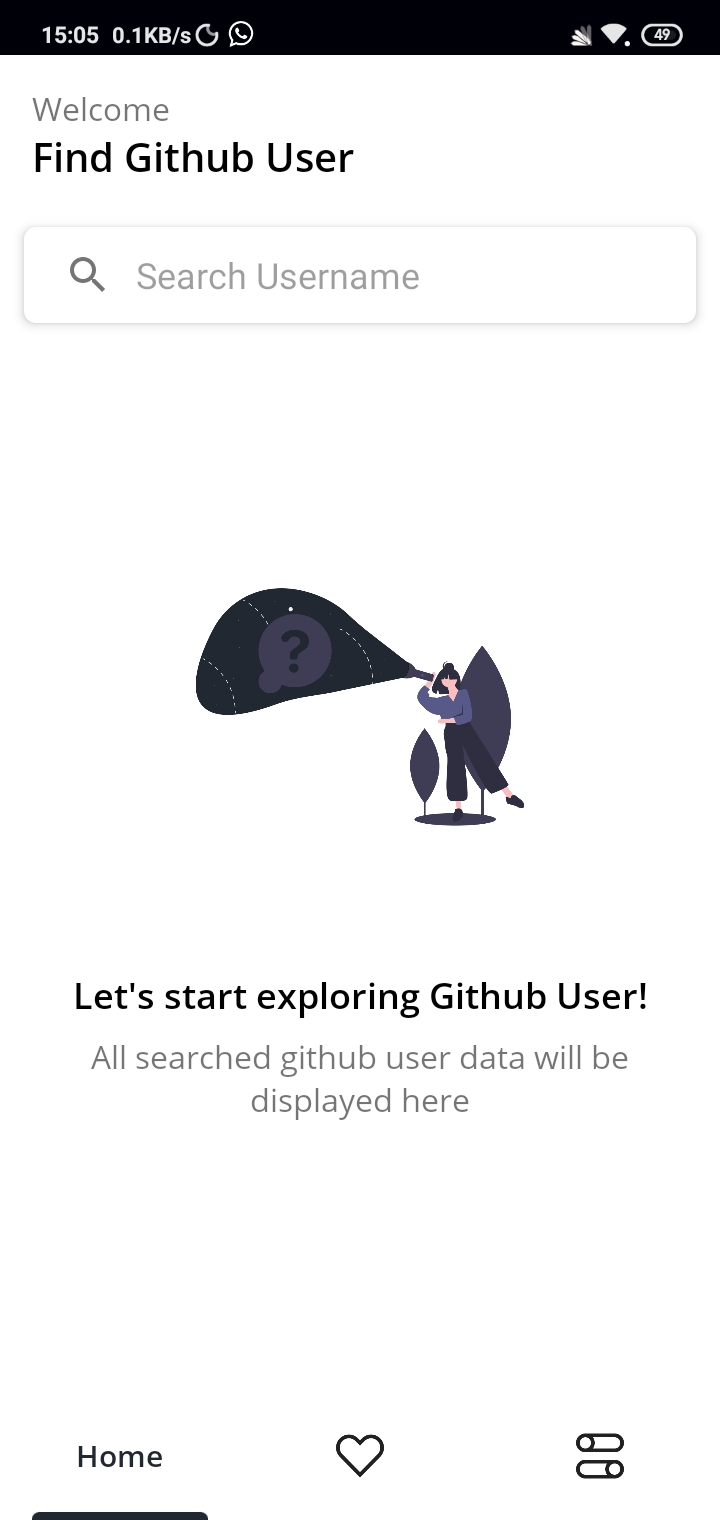 15:05 0.1KB/s 49
Welcome
Find Github User
Search Username
?
Let's start exploring Github User!
All searched github user data will be
displayed here
Home